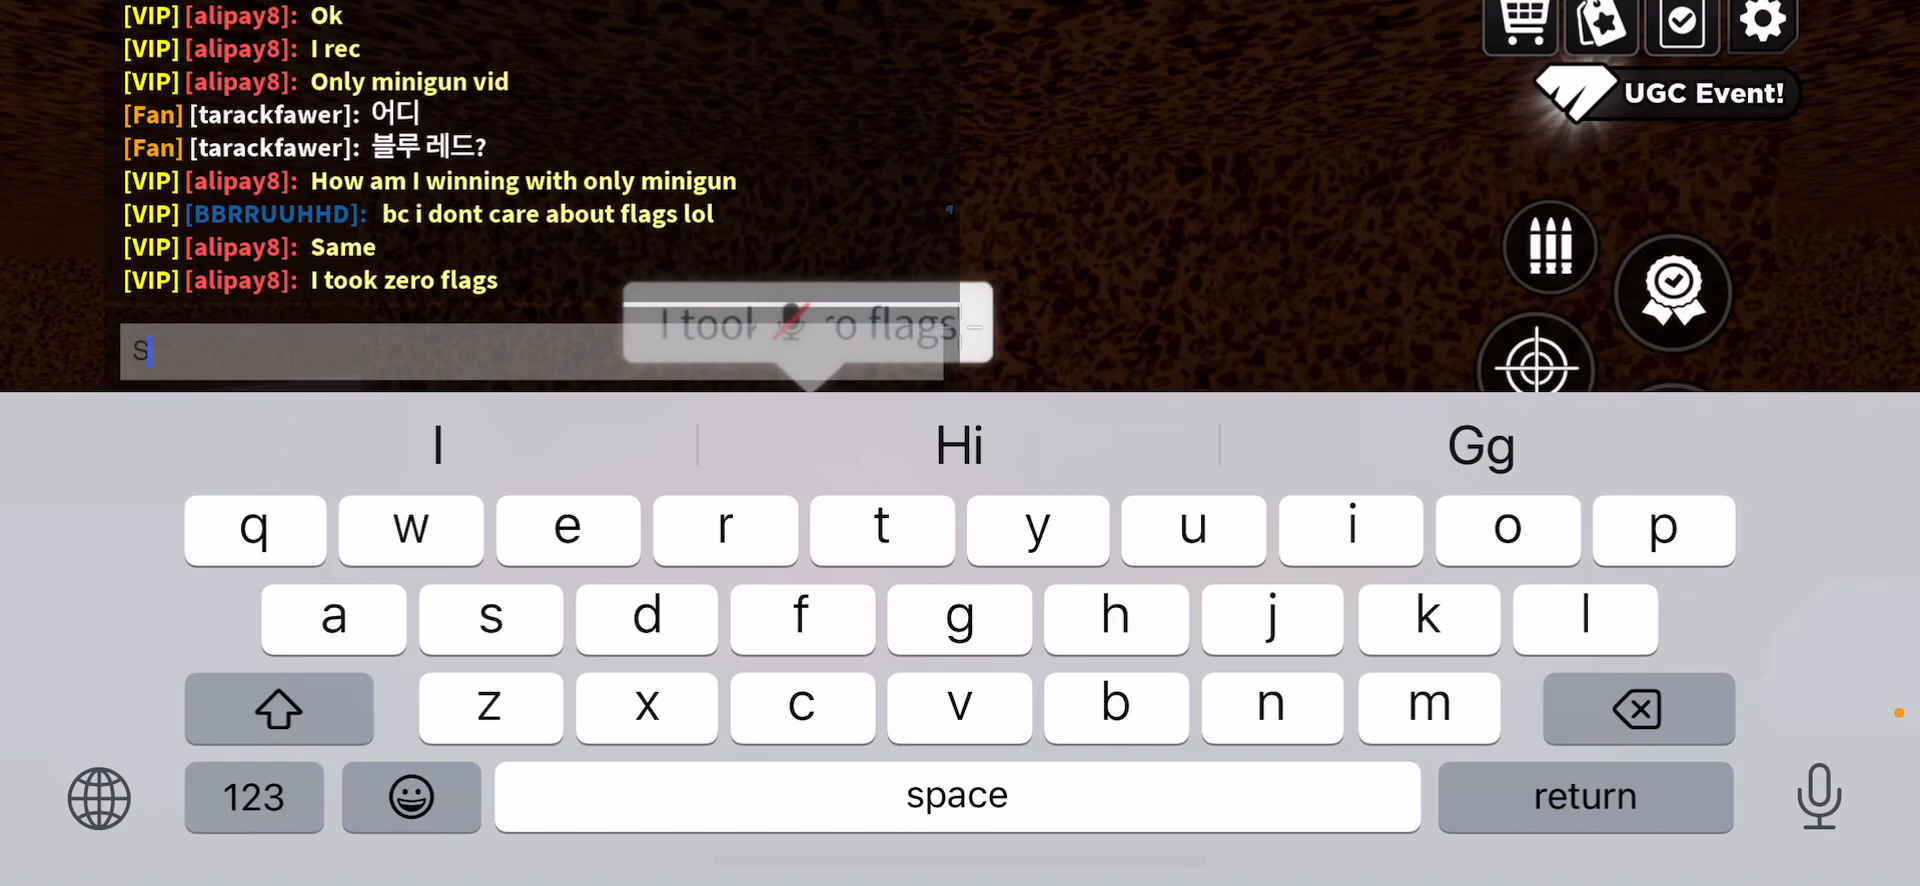 [VIP] [alipay8]: Ok
[VIP] [alipay8]: I rec
[VIP] [alipay8]: Only minigun vid
[Fan] [tarackfawer]: 어디
[Fan] [tarackfawer]: 블루 레드?
[VIP] [alipay8]: How am I winning with only minigun
[VIP] [BBRRUUHHD]: bc i dont care about flags lol
[VIP] [alipay8]: Same
[VIP] [alipay8]: I took zero flags
UGC Event!
I took flags
s
I Hi Gg
q w e r t y u i o p
a s d f g h j k l
z x c v b n m
123 space return